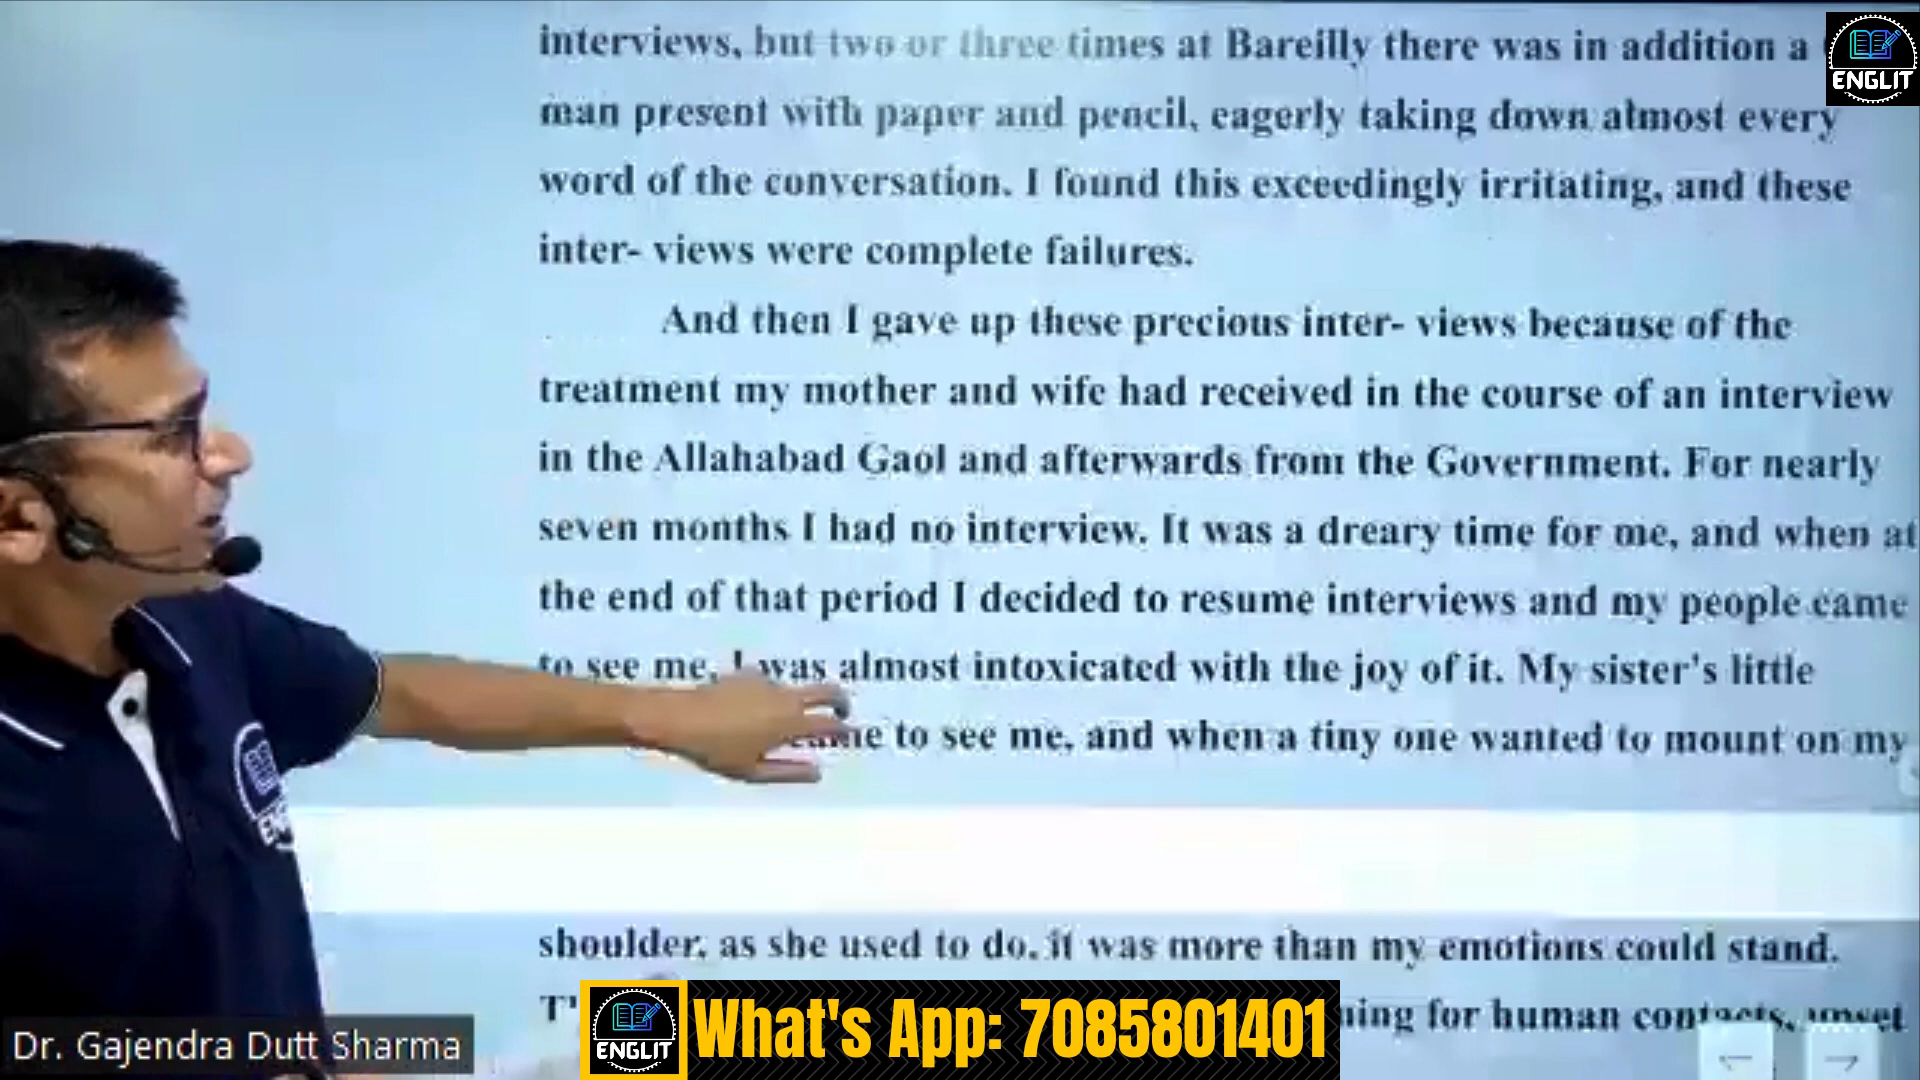 interviews, but two or three times at Bareilly there was in addition a
man present with paper and pencil, eagerly taking down almost every
word of the conversation. I found this exceedingly irritating, and these
inter- views were complete failures.
And then I gave up these precious inter- views because of the
treatment my mother and wife had received in the course of an interview
in the Allahabad Gaol and afterwards from the Government. For nearly
seven months I had no interview. It was a dreary time for me, and when at
the end of that period I decided to resume interviews and my people came
to see me, I was almost intoxicated with the joy of it. My sister's little
came to see me, and when a tiny one wanted to mount on my
shoulder, as she used to do, it was more than my emotions could stand.
for human contacts, upset
ENGLIT
What's App: 7085801401
ENGLIT
Dr. Gajendra Dutt Sharma